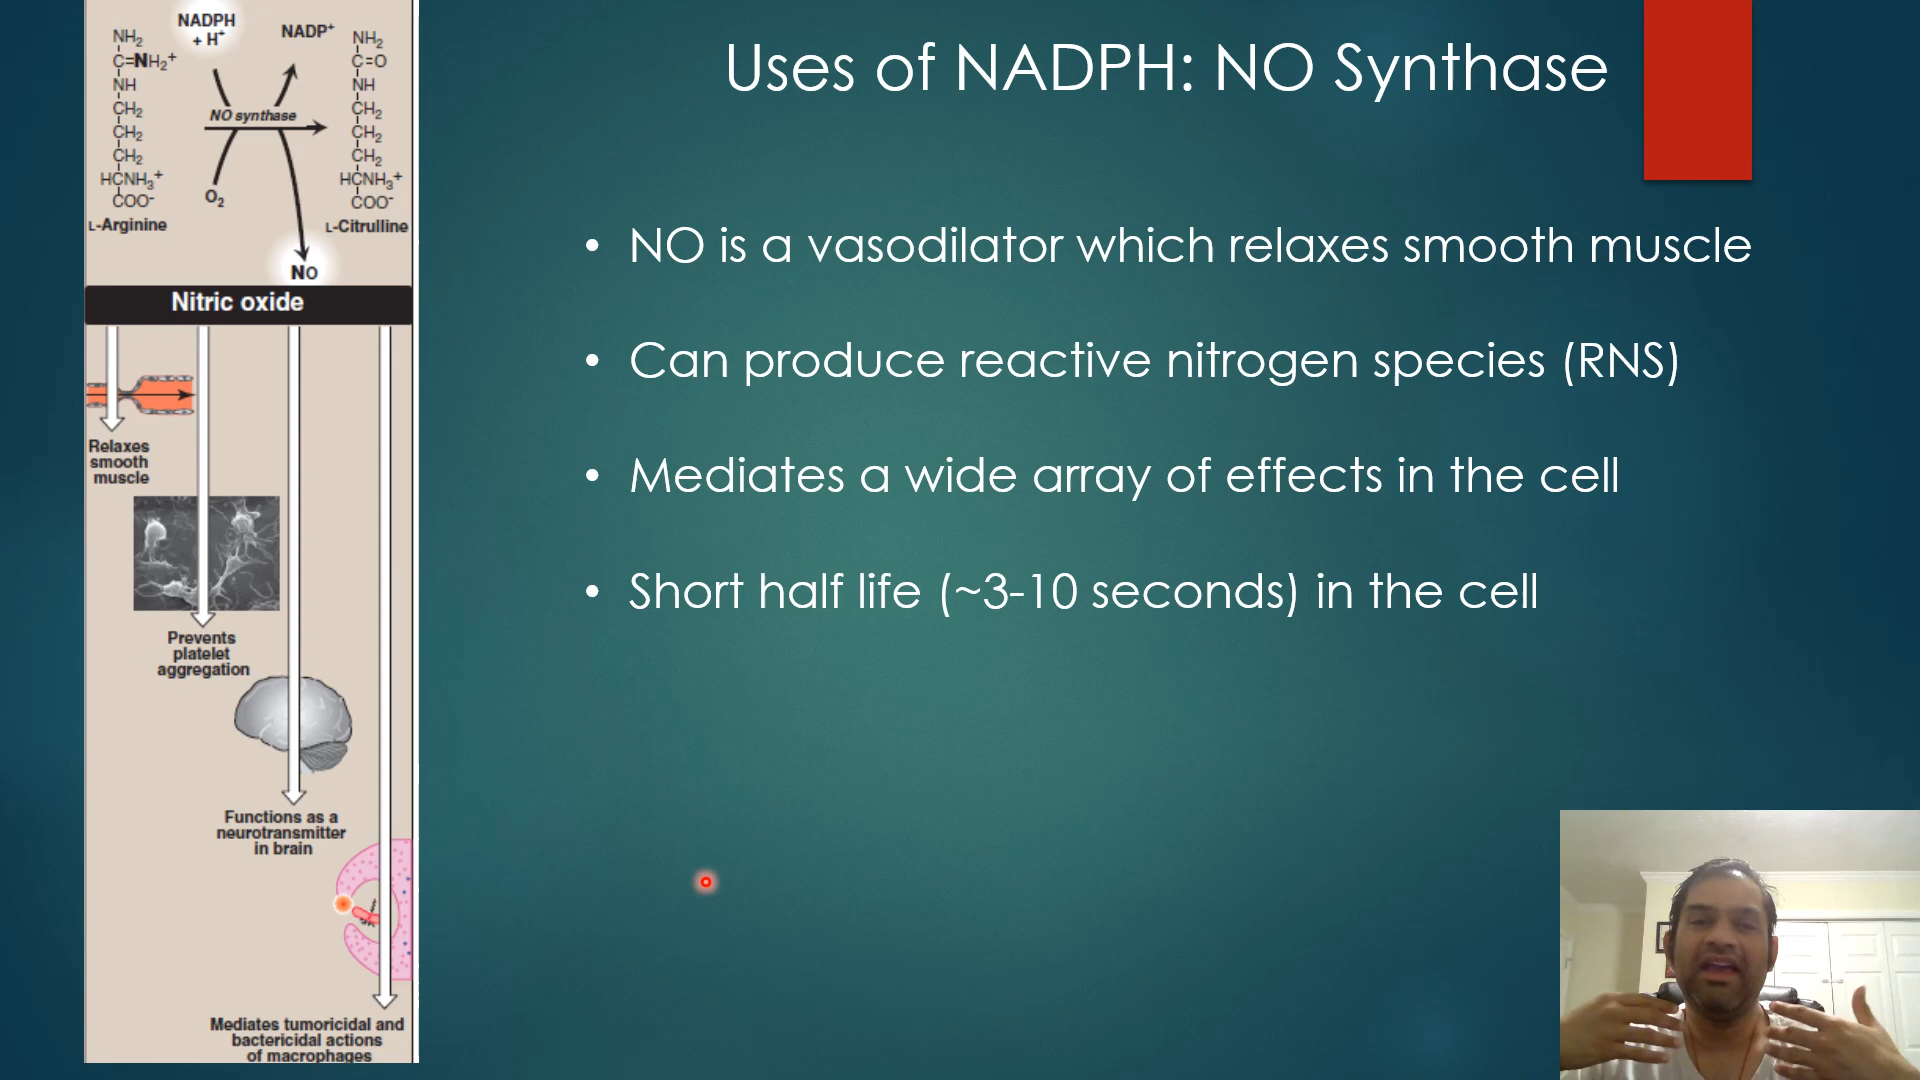 Uses of NADPH: NO Synthase
NADPH
+ H⁺
NADP⁺
NH₂
C=NH₂⁺
NH
CH₂
CH₂
CH₂
HCNH₃⁺
COO⁻
L-Arginine
NO synthase
O₂
NH₂
C=O
NH
CH₂
CH₂
CH₂
HCNH₃⁺
COO⁻
L-Citrulline
NO
Nitric oxide
Relaxes
smooth
muscle
Prevents
platelet
aggregation
Functions as a
neurotransmitter
in brain
Mediates tumoricidal and
bactericidal actions
of macrophages
• NO is a vasodilator which relaxes smooth muscle
• Can produce reactive nitrogen species (RNS)
• Mediates a wide array of effects in the cell
• Short half life (~3-10 seconds) in the cell